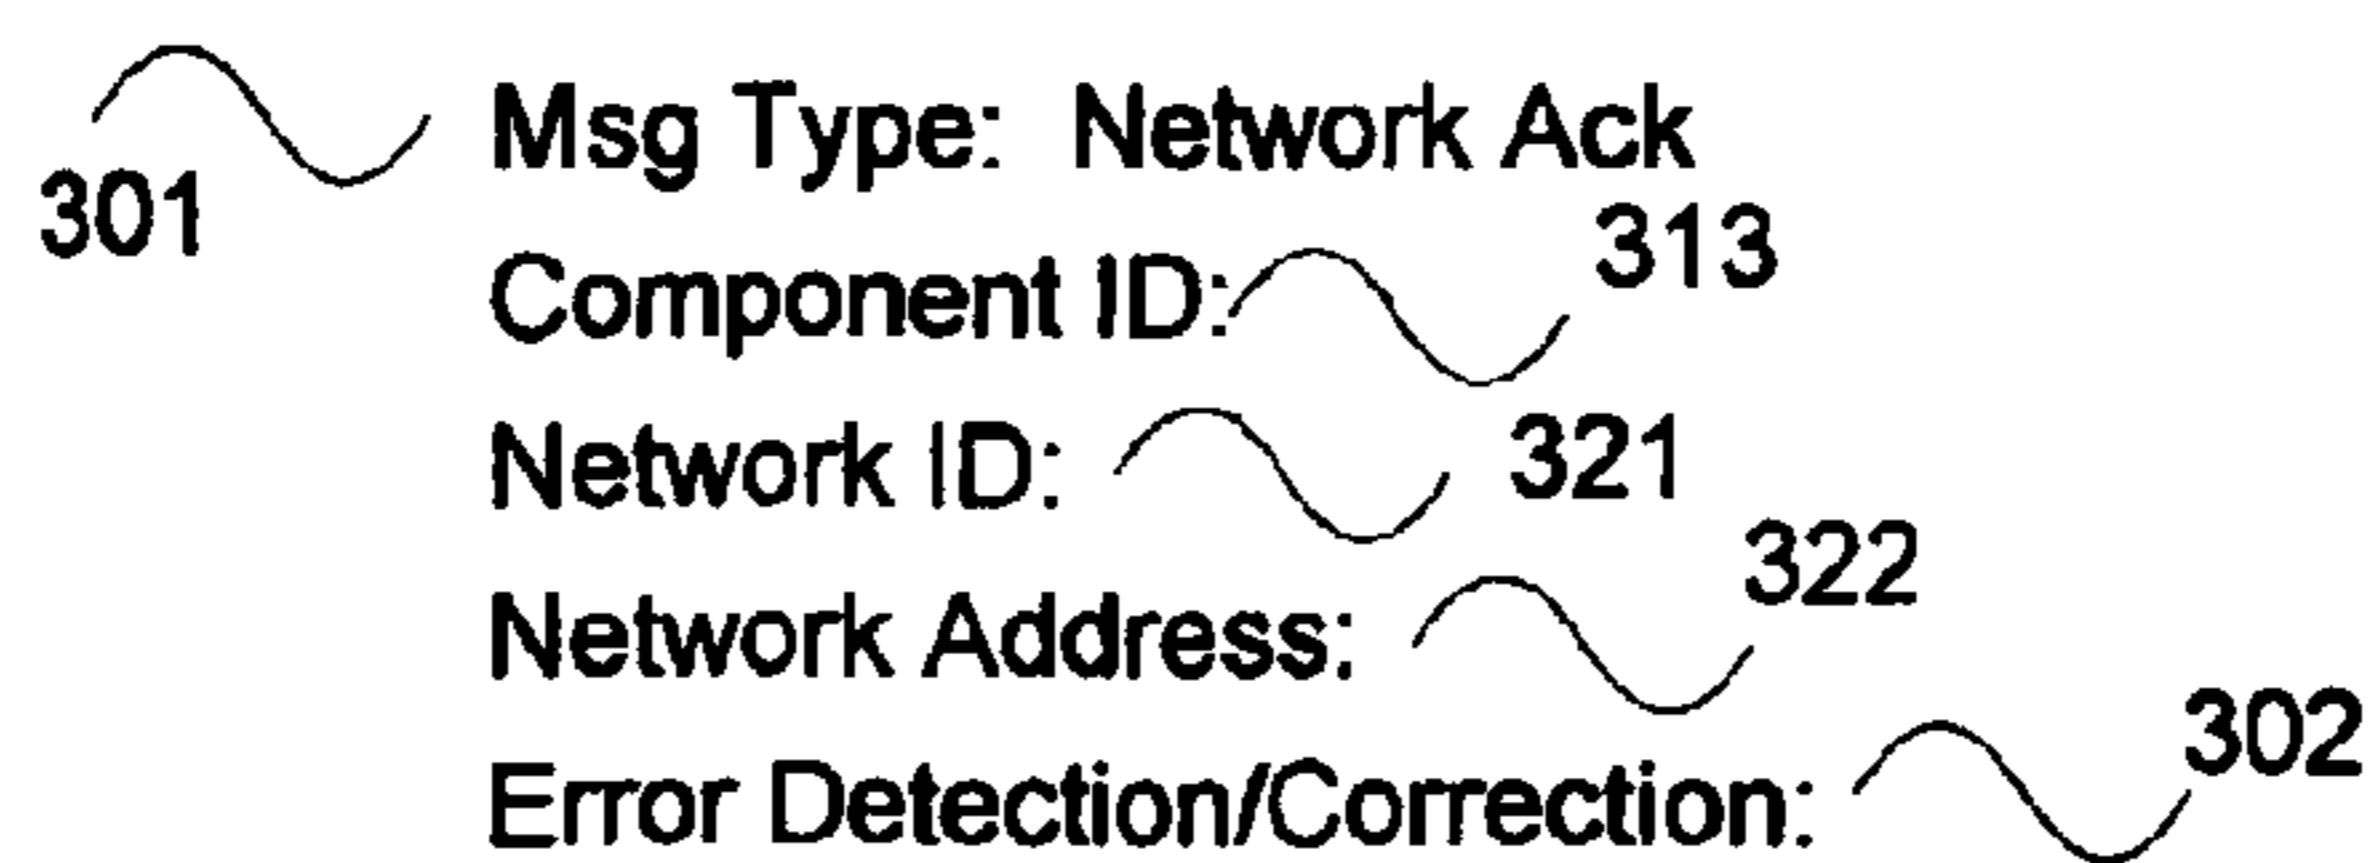 301 Msg Type: Network Ack
Component ID: 313
Network ID: 321
Network Address: 322
Error Detection/Correction: 302